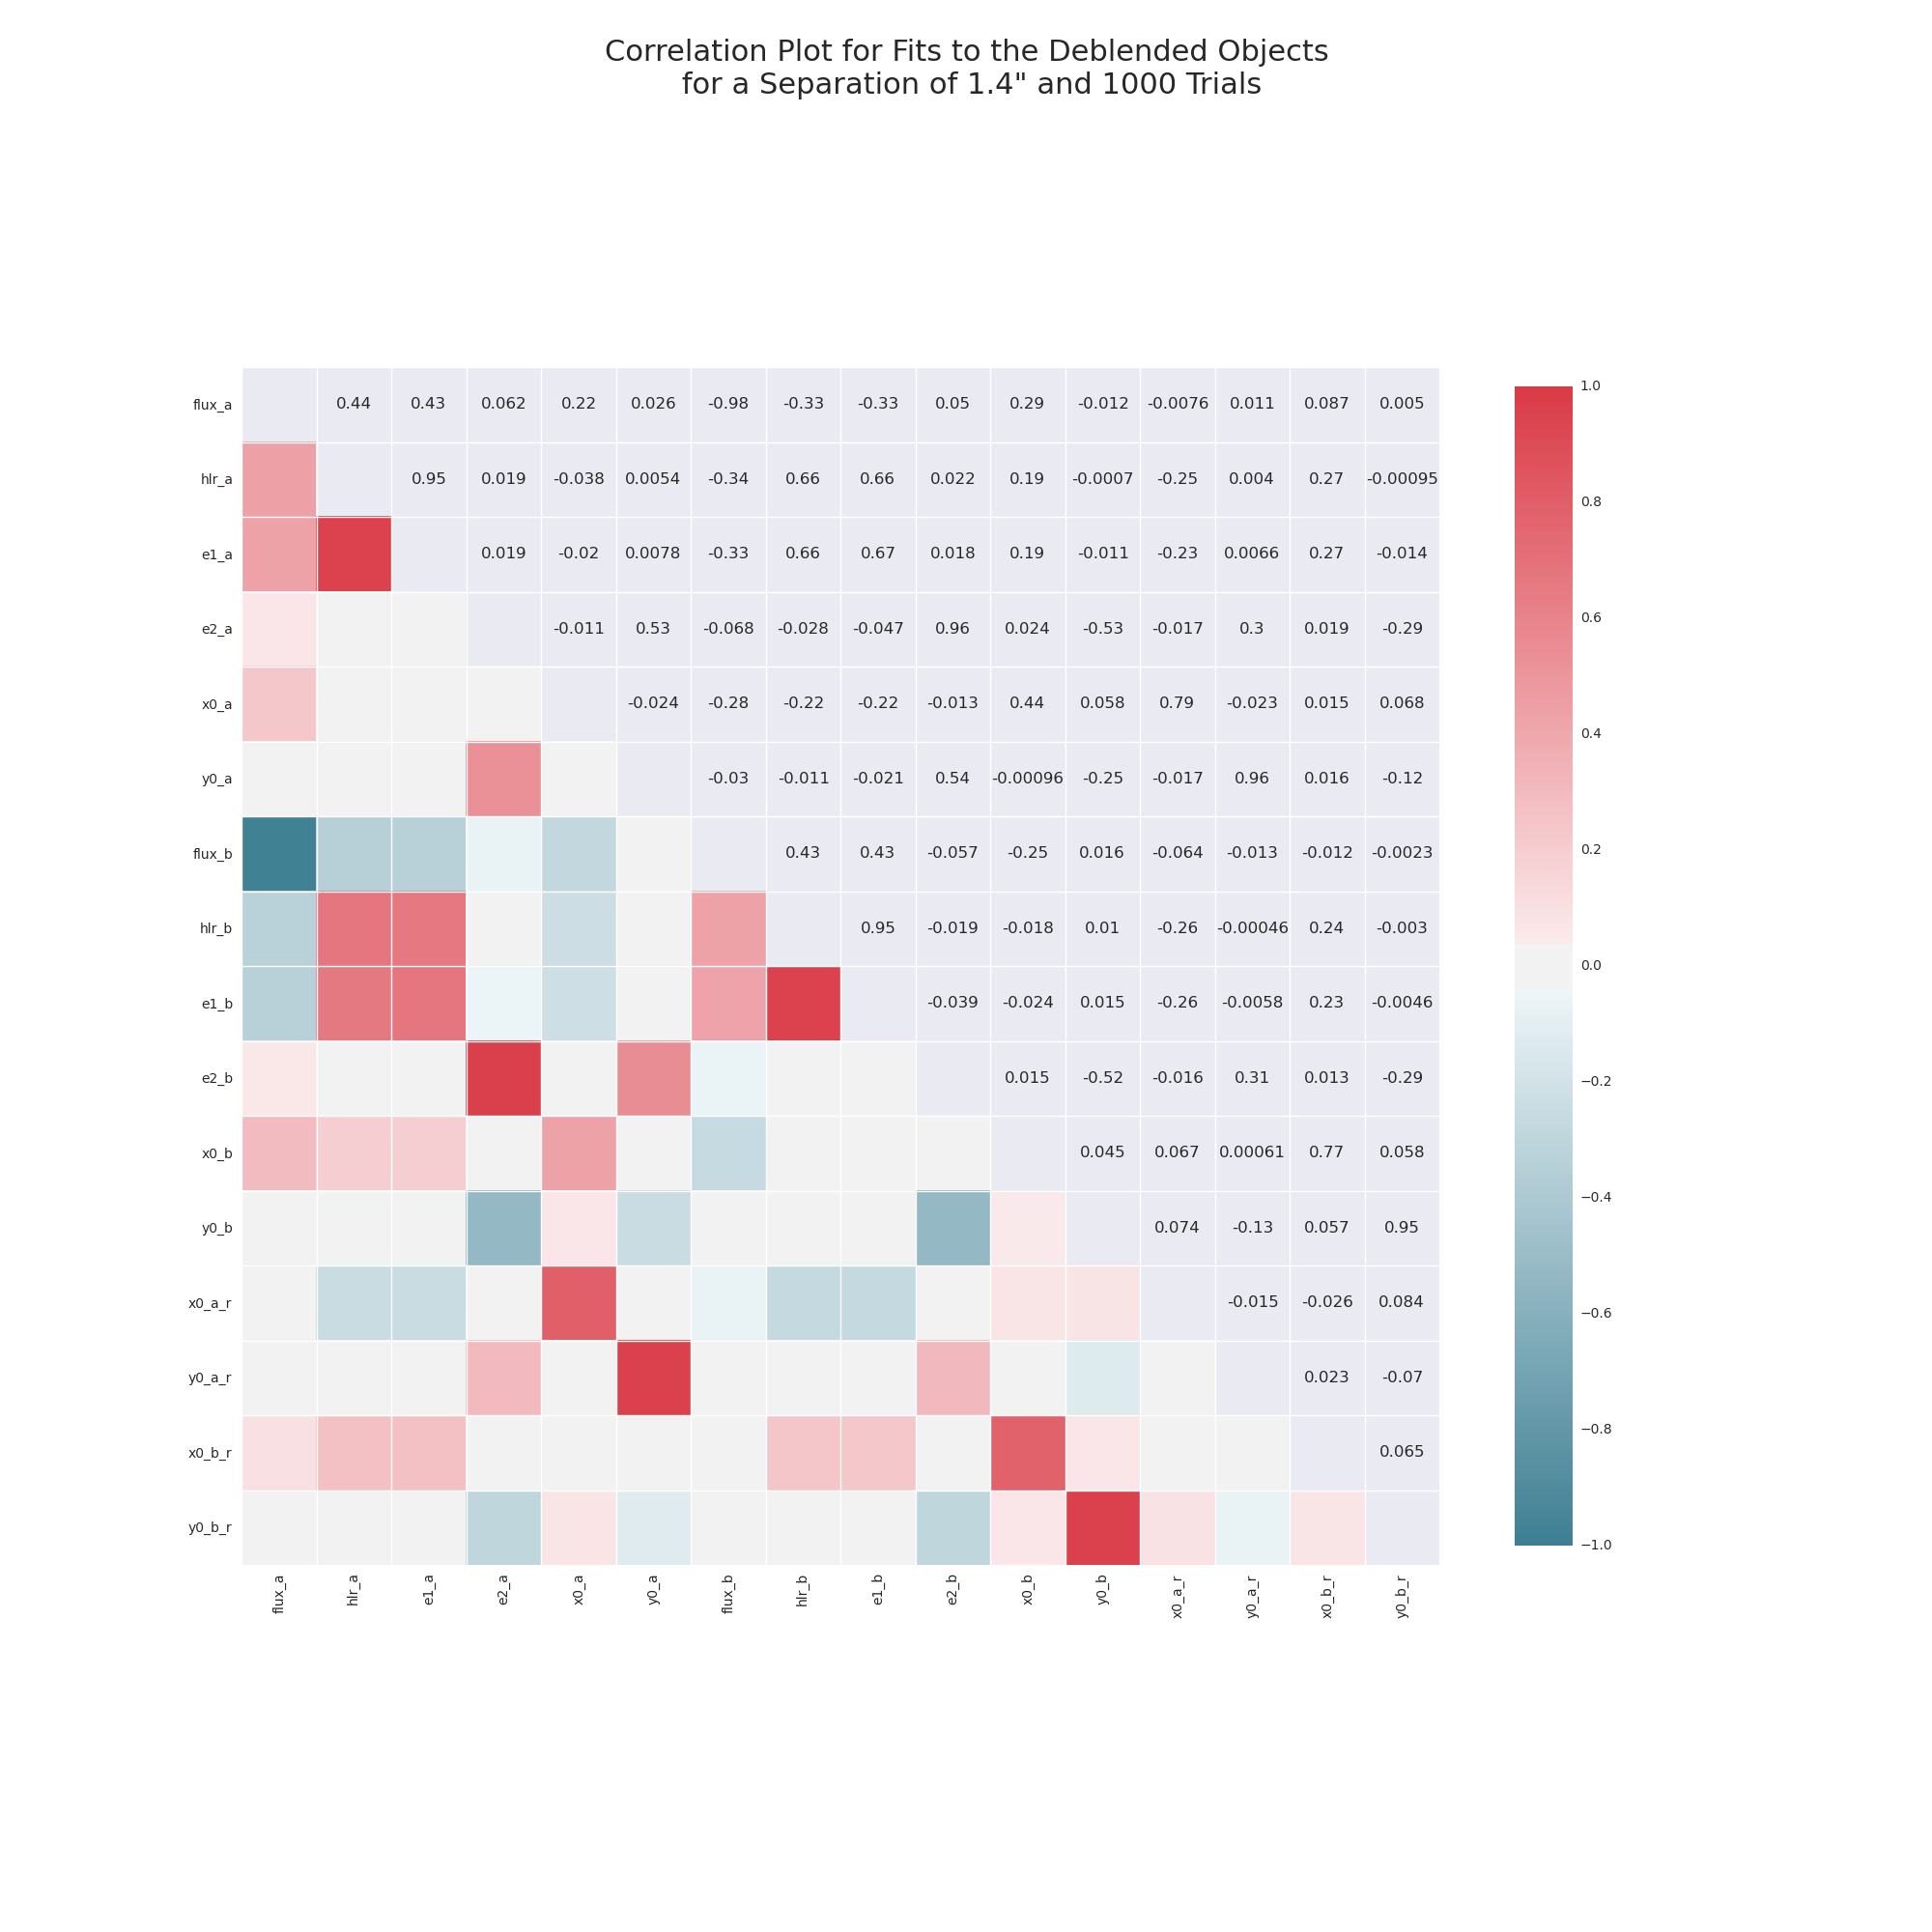 Correlation Plot for Fits to the Deblended Objects
for a Separation of 1.4" and 1000 Trials
flux_a 0.44 0.43 0.062 0.22 0.026 -0.98 -0.33 -0.33 0.05 0.29 -0.012 -0.0076 0.011 0.087 0.005
hlr_a 0.95 0.019 -0.038 0.0054 -0.34 0.66 0.66 0.022 0.19 -0.0007 -0.25 0.004 0.27 -0.00095
e1_a 0.019 -0.02 0.0078 -0.33 0.66 0.67 0.018 0.19 -0.011 -0.23 0.0066 0.27 -0.014
e2_a -0.011 0.53 -0.068 -0.028 -0.047 0.96 0.024 -0.53 -0.017 0.3 0.019 -0.29
x0_a -0.024 -0.28 -0.22 -0.22 -0.013 0.44 0.058 0.79 -0.023 0.015 0.068
y0_a -0.03 -0.011 -0.021 0.54 -0.00096 -0.25 -0.017 0.96 0.016 -0.12
flux_b 0.43 0.43 -0.057 -0.25 0.016 -0.064 -0.013 -0.012 -0.0023
hlr_b 0.95 -0.019 -0.018 0.01 -0.26 -0.00046 0.24 -0.003
e1_b -0.039 -0.024 0.015 -0.26 -0.0058 0.23 -0.0046
e2_b 0.015 -0.52 -0.016 0.31 0.013 -0.29
x0_b 0.045 0.067 0.00061 0.77 0.058
y0_b 0.074 -0.13 0.057 0.95
x0_a_r -0.015 -0.026 0.084
y0_a_r 0.023 -0.07
x0_b_r 0.065
y0_b_r
flux_a hlr_a e1_a e2_a x0_a y0_a flux_b hlr_b e1_b e2_b x0_b y0_b x0_a_r y0_a_r x0_b_r y0_b_r
1.0
0.8
0.6
0.4
0.2
0.0
−0.2
−0.4
−0.6
−0.8
−1.0